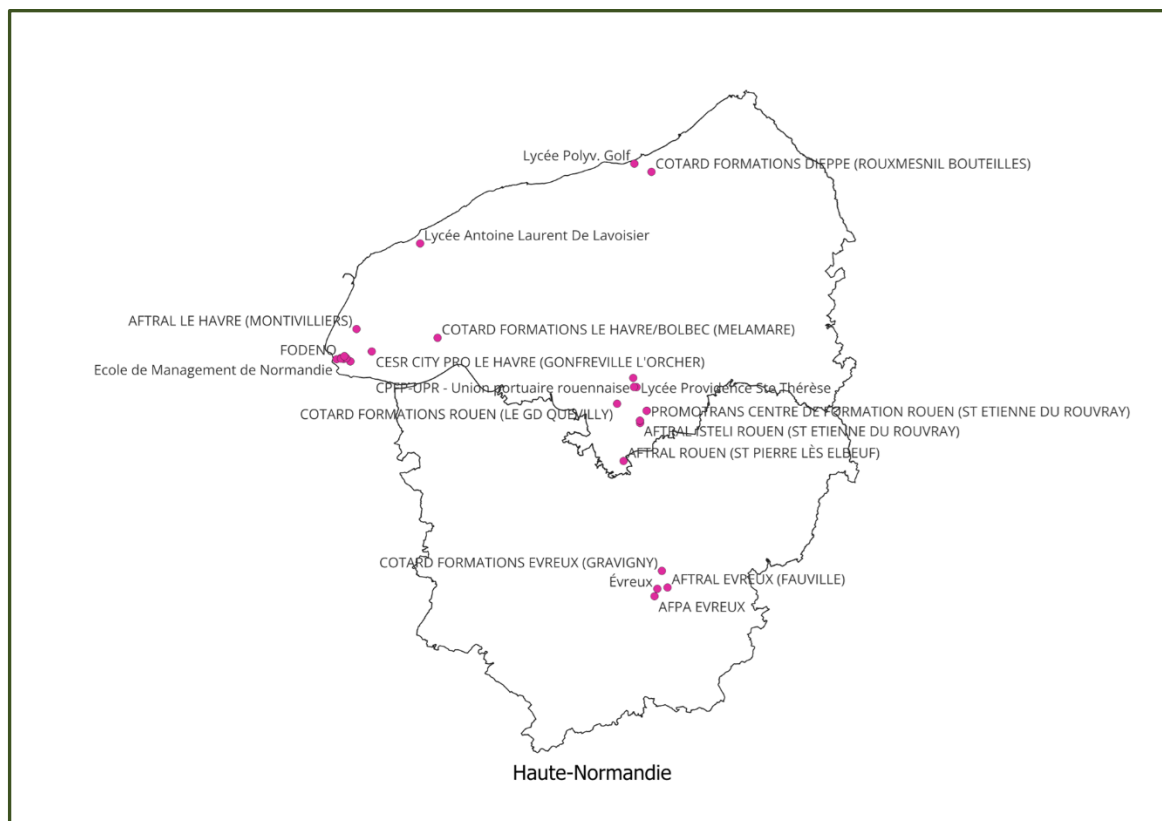 Lycée Polyv. Golf
COTARD FORMATIONS DIEPPE (ROUXMESNIL BOUTEILLES)
Lycée Antoine Laurent De Lavoisier
AFTRAL LE HAVRE (MONTIVILLIERS)
COTARD FORMATIONS LE HAVRE/BOLBEC (MELAMARE)
FODENO
CESR CITY PRO LE HAVRE (GONFREVILLE L'ORCHER)
Ecole de Management de Normandie
CPFP-UPR - Union portuaire rouennaise
Lycée Providence Ste Thérèse
COTARD FORMATIONS ROUEN (LE GD QUEVILLY)
PROMOTRANS CENTRE DE FORMATION ROUEN (ST ETIENNE DU ROUVRAY)
AFTRAL ISTELI ROUEN (ST ETIENNE DU ROUVRAY)
AFTRAL ROUEN (ST PIERRE LÈS ELBEUF)
COTARD FORMATIONS EVREUX (GRAVIGNY)
Évreux
AFTRAL EVREUX (FAUVILLE)
AFPA EVREUX
Haute-Normandie